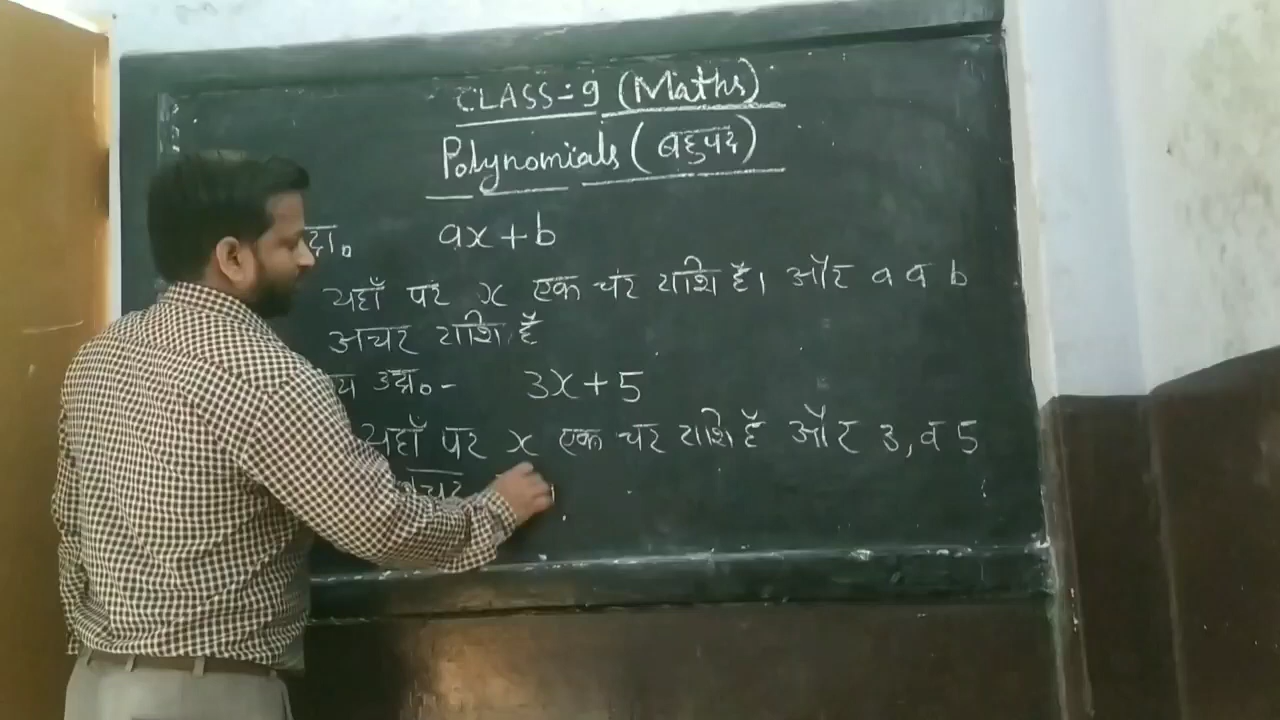 CLASS-9 (Maths)
Polynomials (बहुपद)
ax+b
यहाँ पर x एक चर राशि है। और a व b
अचर राशि हैं
उदा०- 3x+5
यहाँ पर x एक चर राशि है और 3, व 5